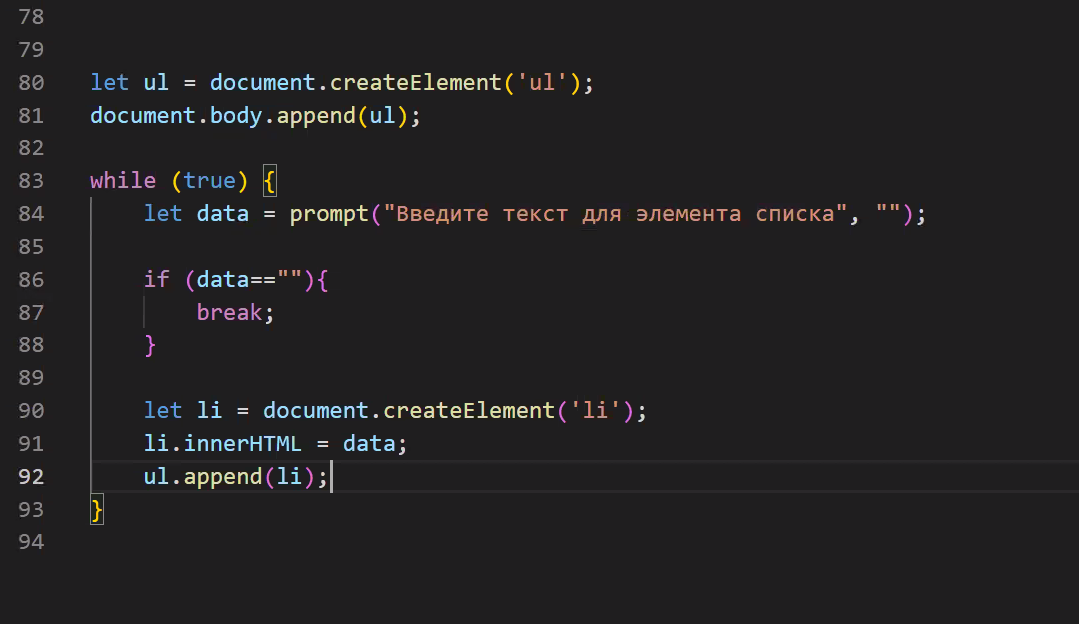 78
79
80 let ul = document.createElement('ul');
81 document.body.append(ul);
82
83 while (true) {
84 let data = prompt("Введите текст для элемента списка", "");
85
86 if (data==""){
87 break;
88 }
89
90 let li = document.createElement('li');
91 li.innerHTML = data;
92 ul.append(li);
93 }
94